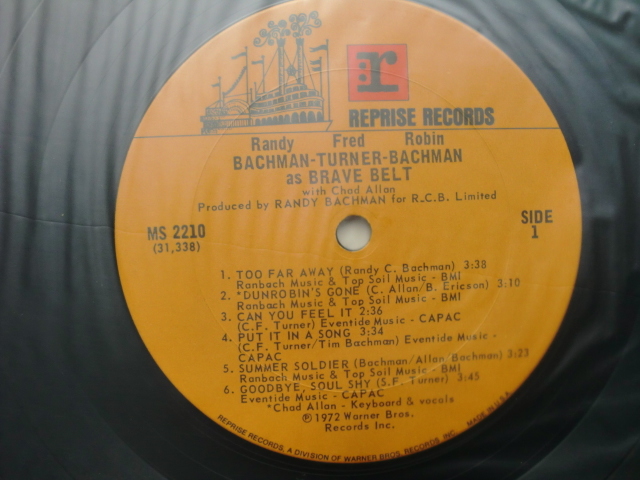 r
REPRISE RECORDS
Randy Fred Robin
BACHMAN-TURNER-BACHMAN
as BRAVE BELT
with Chad Allan
Produced by RANDY BACHMAN for R.C.B. Limited
MS 2210
(31,338)
SIDE
1
1. TOO FAR AWAY (Randy C. Bachman) 3:38
Ranbach Music & Top Soil Music - BMI
2. *DUNROBIN'S GONE (C. Allan/B. Ericson) 3:10
Ranbach Music & Top Soil Music - BMI
3. CAN YOU FEEL IT 2:36
(C.F. Turner) Eventide Music - CAPAC
4. PUT IT IN A SONG 3:34
(C.F. Turner/Tim Bachman) Eventide Music -
CAPAC
5. SUMMER SOLDIER (Bachman/Allan/Bachman) 3:23
Ranbach Music & Top Soil Music - BMI
6. GOODBYE, SOUL SHY (S.F. Turner) 3:45
Eventide Music - CAPAC
*Chad Allan - Keyboard & vocals
℗ 1972 Warner Bros.
Records Inc.
REPRISE RECORDS, A DIVISION OF WARNER BROS. RECORDS, INC. MADE IN U.S.A.